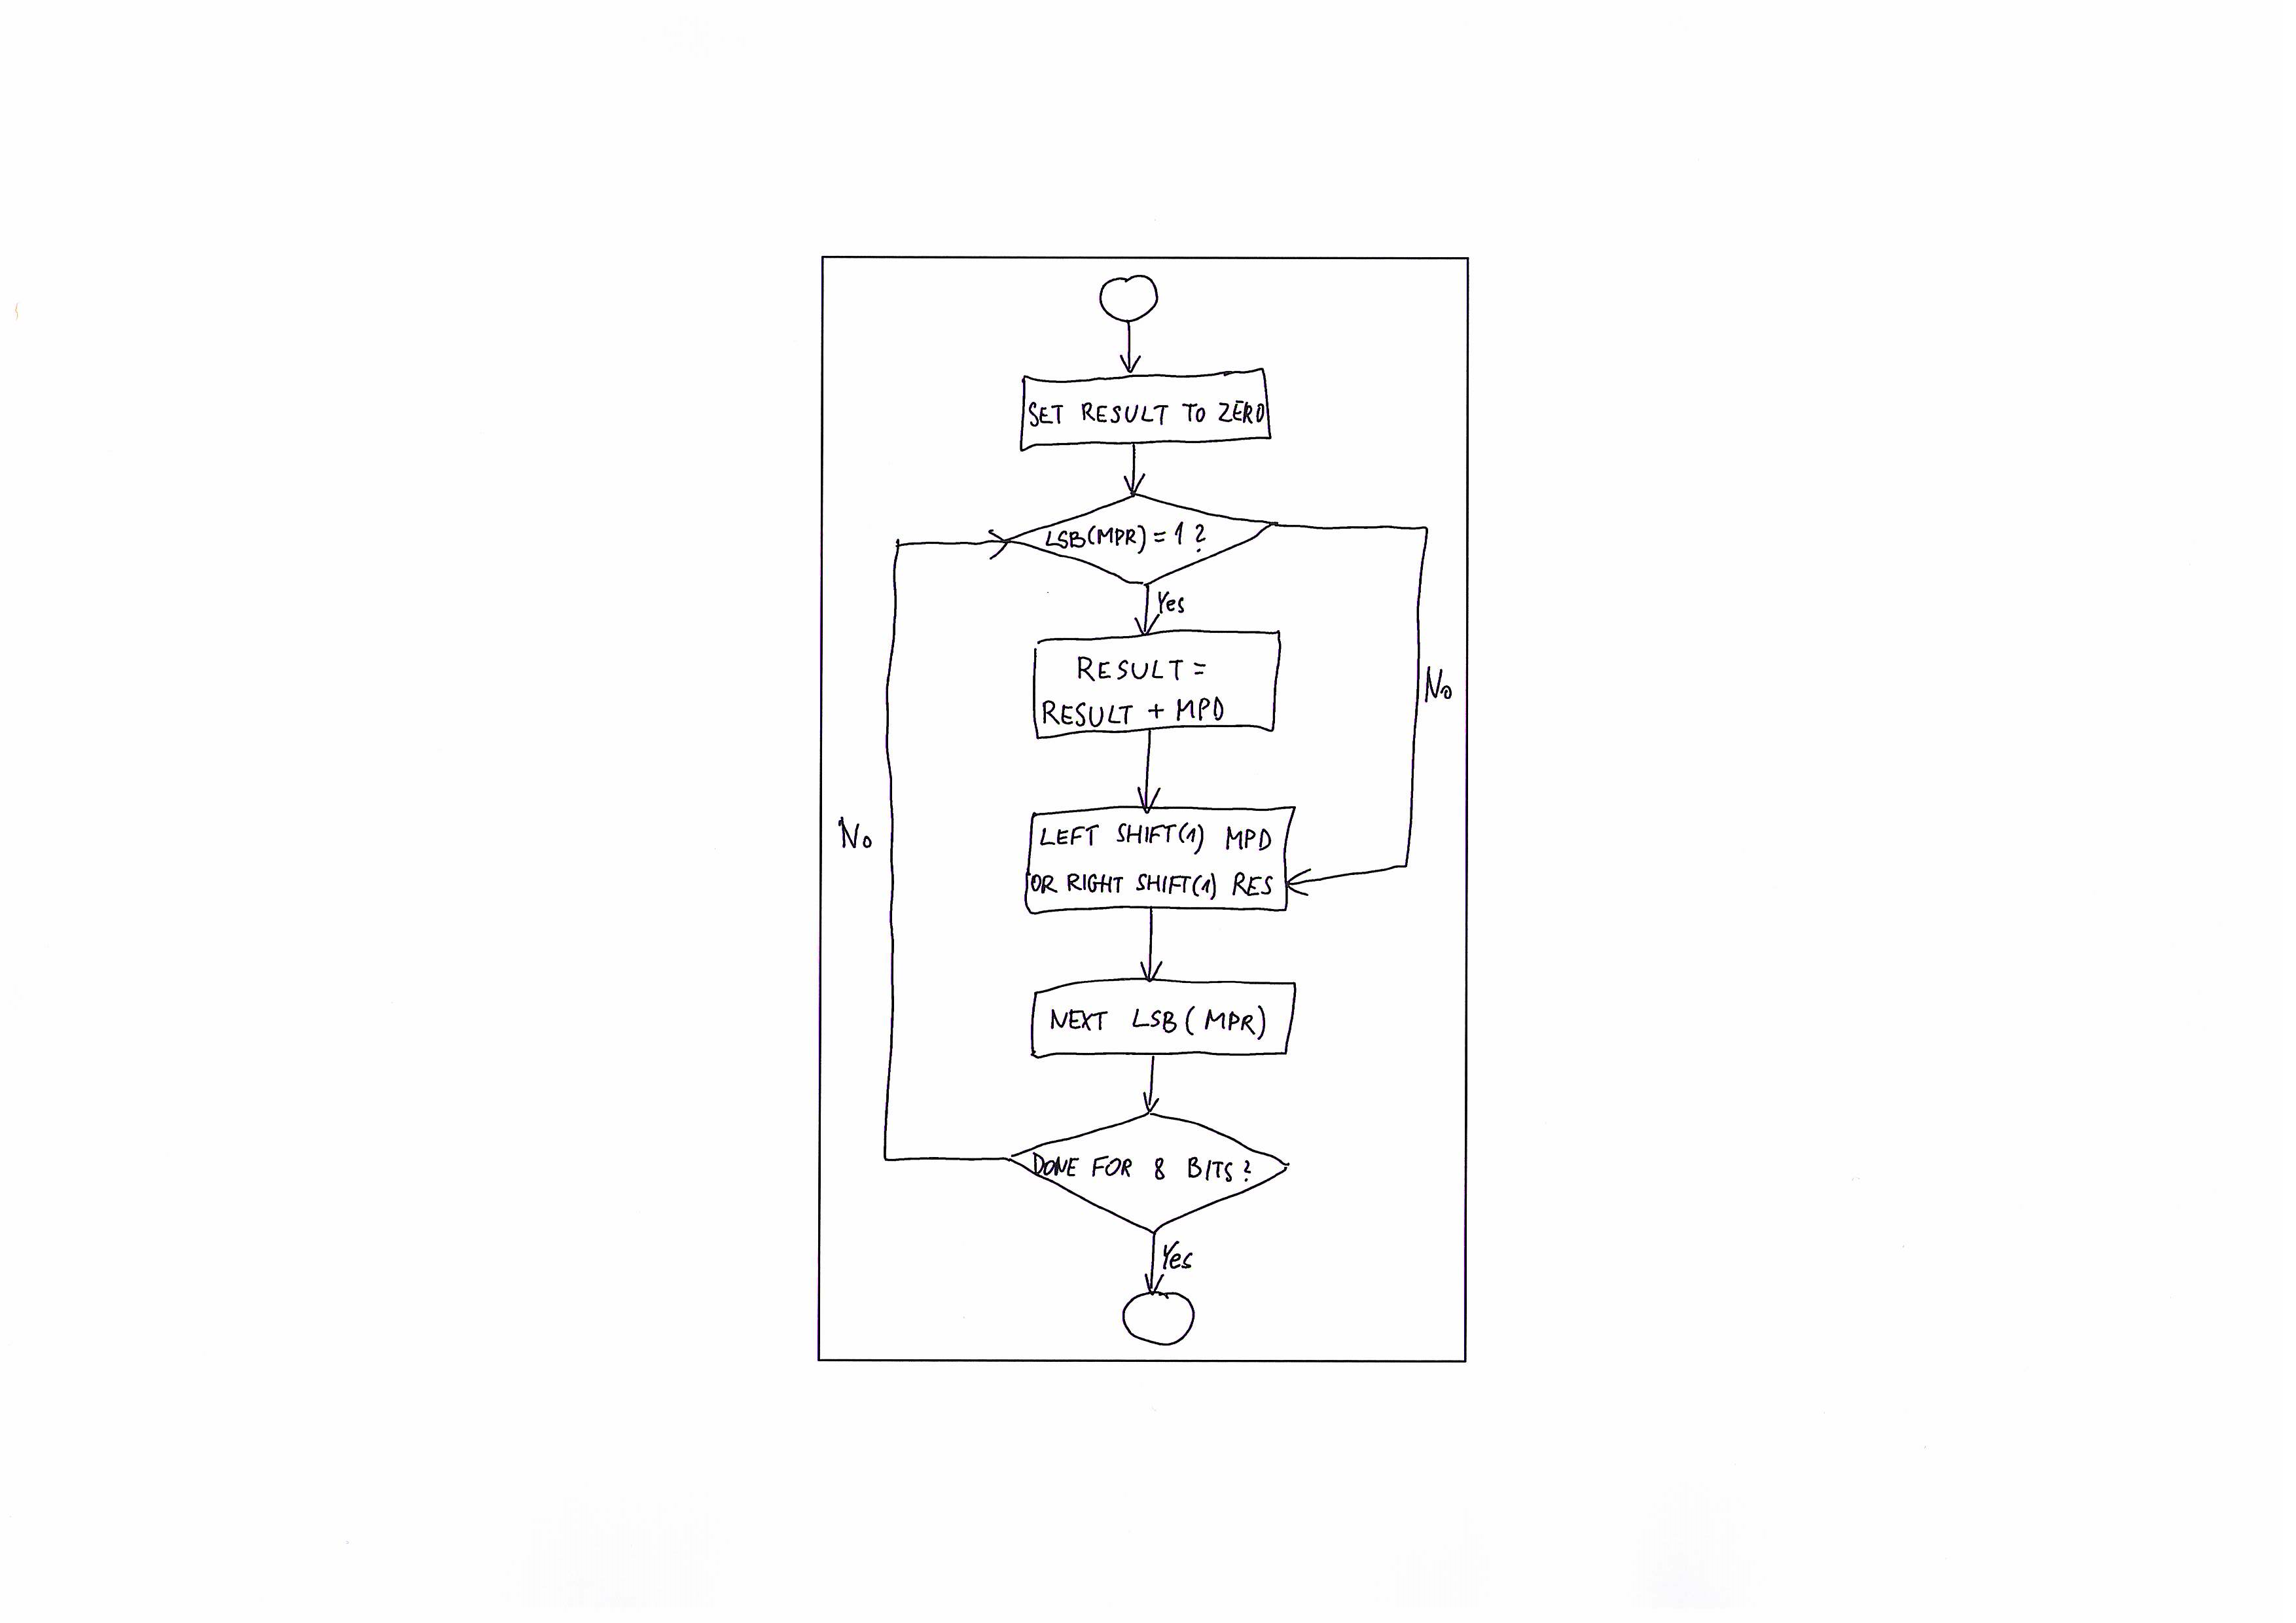 SET RESULT TO ZERO
LSB(MPR) = 1 ?
Yes
RESULT =
RESULT + MPD
No
LEFT SHIFT(1) MPD
OR RIGHT SHIFT(1) RES
No
NEXT LSB (MPR)
DONE FOR 8 BITS ?
Yes